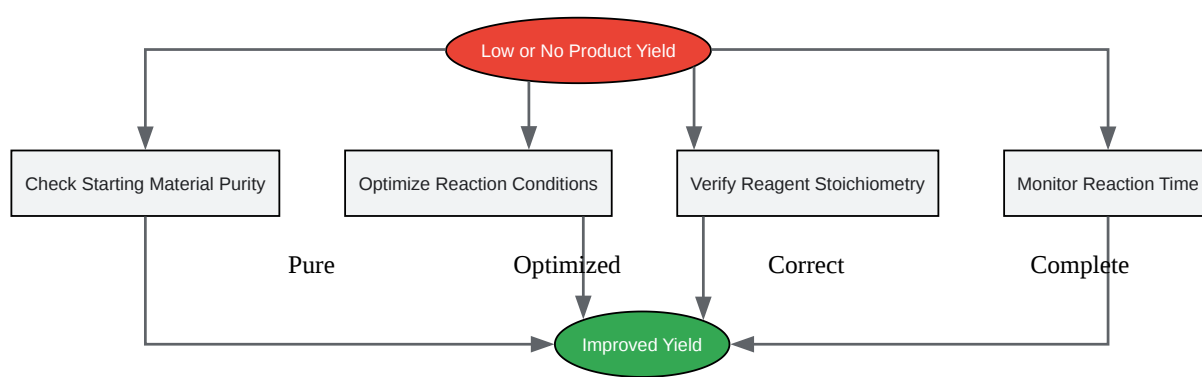 Low or No Product Yield
Check Starting Material Purity
Optimize Reaction Conditions
Verify Reagent Stoichiometry
Monitor Reaction Time
Pure
Optimized
Correct
Complete
Improved Yield